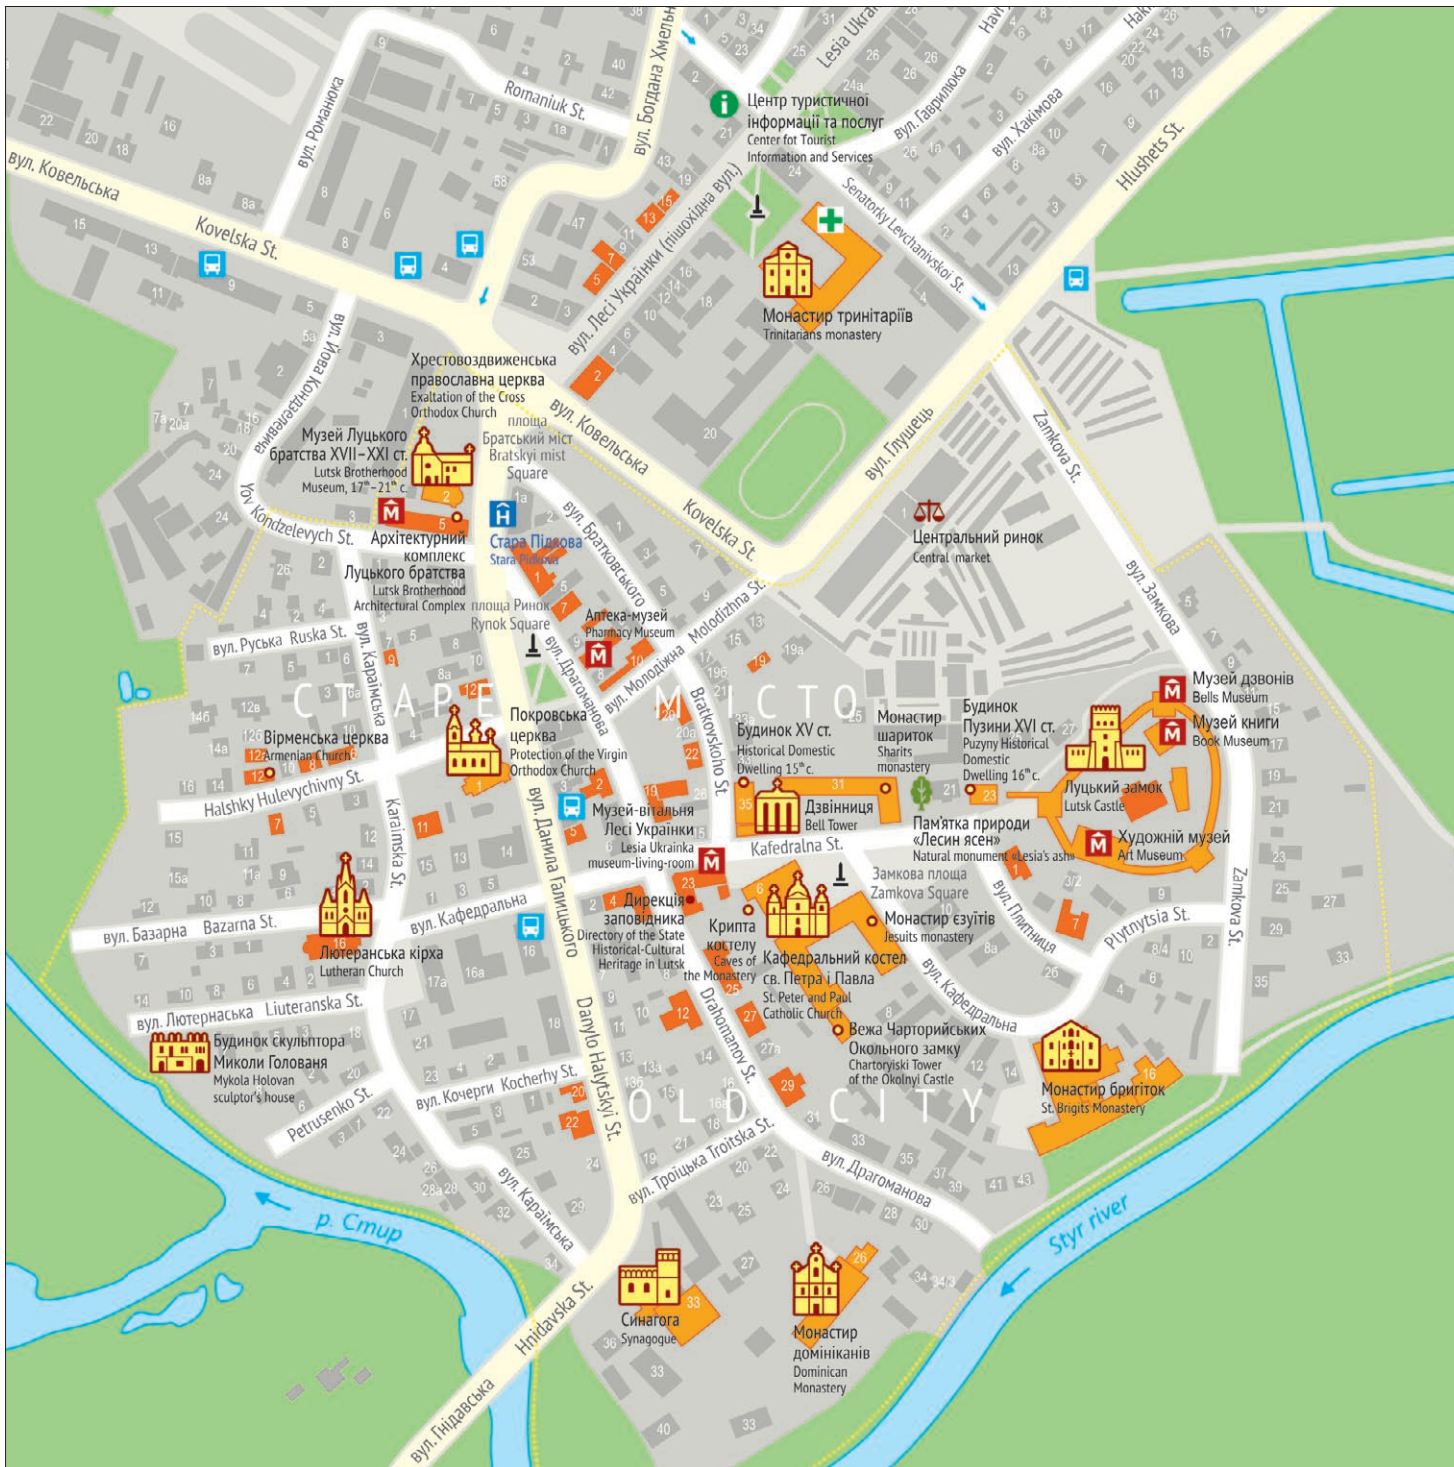 вул. Ковельська
Kovelska St.
вул. Романюка
Romaniuk St.
вул. Богдана Хмельн
Lesia Ukrai
вул. Гаврилюка
вул. Хакімова
Hlushets St.
Центр туристичної
інформації та послуг
Center for Tourist
Information and Services
Senatorky Levchanivskoi St.
вул. Лесі Українки (пішохідна вул.)
Монастир тринітаріїв
Trinitarians monastery
вул. Йова Кондзелевича
Yov Kondzelevych St.
Хрестовоздвиженська
православна церква
Exaltation of the Cross
Orthodox Church
площа
Братський міст
Bratskyi mist
Square
Музей Луцького
братства XVII–XXI ст.
Lutsk Brotherhood
Museum, 17th–21th c.
Архітектурний
комплекс
Луцького братства
Lutsk Brotherhood
Architectural Complex
Стара Підкова
Stara Pidkova
вул. Ковельська
Kovelska St.
вул. Глушець
Zamkova St.
вул. Замкова
Центральний ринок
Central market
вул. Братковського
Bratkovskoho St.
Molodizhna St.
вул. Молодіжна
площа Ринок
Rynok Square
Аптека-музей
Pharmacy Museum
вул. Руська Ruska St.
вул. Караїмська
вул. Драгоманова
СТАРЕ МІСТО
Вірменська церква
Armenian Church
Halshky Hulevychivny St.
Покровська
церква
Protection of the Virgin
Orthodox Church
Будинок XV ст.
Historical Domestic
Dwelling 15th c.
Монастир
шариток
Sharits
monastery
Будинок
Пузини XVI ст.
Puzyny Historical
Domestic
Dwelling 16th c.
Музей дзвонів
Bells Museum
Музей книги
Book Museum
Луцький замок
Lutsk Castle
Художній музей
Art Museum
Дзвінниця
Bell Tower
Пам'ятка природи
«Лесин ясен»
Natural monument «Lesia's ash»
Музей-вітальня
Лесі Українки
Lesia Ukrainka
museum-living-room
Kafedralna St.
Замкова площа
Zamkova Square
Karaimska St.
вул. Данила Галицького
вул. Кафедральна
вул. Базарна Bazarna St.
Лютеранська кірха
Lutheran Church
Дирекція
заповідника
Directory of the State
Historical-Cultural
Heritage in Lutsk
Крипта
костелу
Caves of
the Monastery
Монастир єзуїтів
Jesuits monastery
Кафедральний костел
св. Петра і Павла
St. Peter and Paul
Catholic Church
вул. Плитниця
Plytnytsia St.
Zamkova St.
вул. Кафедральна
вул. Лютернаська Liuteranska St.
Будинок скульптора
Миколи Голованя
Mykola Holovan
sculptor's house
Вежа Чарторийських
Окольного замку
Chartoryiski Tower
of the Okolnyi Castle
Drahomanov St.
Danylo Halytskyi St.
вул. Кочерги Kocherhy St.
Petrusenko St.
Монастир бригіток
St. Brigits Monastery
OLD CITY
вул. Троїцька Troitska St.
вул. Драгоманова
вул. Караїмська
р. Стир
Styr river
Hnidavska St.
вул. Гнідавська
Синагога
Synagogue
Монастир
домініканів
Dominican
Monastery